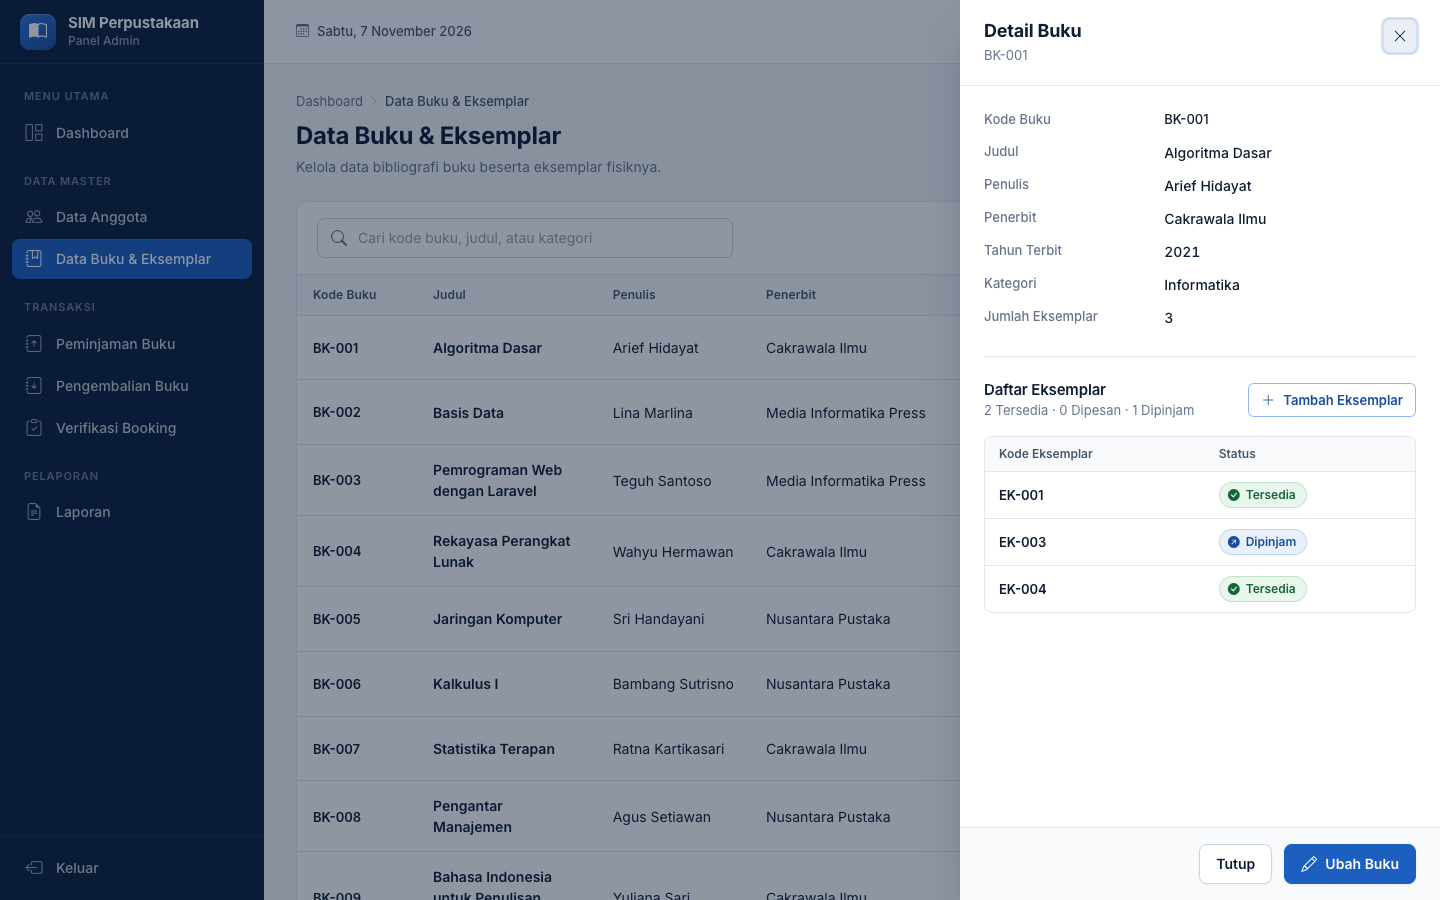 SIM Perpustakaan
Panel Admin
MENU UTAMA
Dashboard
DATA MASTER
Data Anggota
Data Buku & Eksemplar
TRANSAKSI
Peminjaman Buku
Pengembalian Buku
Verifikasi Booking
PELAPORAN
Laporan
Keluar
Sabtu, 7 November 2026
Dashboard > Data Buku & Eksemplar
Data Buku & Eksemplar
Kelola data bibliografi buku beserta eksemplar fisiknya.
Cari kode buku, judul, atau kategori
Kode Buku Judul Penulis Penerbit
BK-001 Algoritma Dasar Arief Hidayat Cakrawala Ilmu
BK-002 Basis Data Lina Marlina Media Informatika Press
BK-003 Pemrograman Web dengan Laravel Teguh Santoso Media Informatika Press
BK-004 Rekayasa Perangkat Lunak Wahyu Hermawan Cakrawala Ilmu
BK-005 Jaringan Komputer Sri Handayani Nusantara Pustaka
BK-006 Kalkulus I Bambang Sutrisno Nusantara Pustaka
BK-007 Statistika Terapan Ratna Kartikasari Cakrawala Ilmu
BK-008 Pengantar Manajemen Agus Setiawan Nusantara Pustaka
BK-009 Bahasa Indonesia untuk Penulisan Yuliana Sari Cakrawala Ilmu
Detail Buku
BK-001
Kode Buku BK-001
Judul Algoritma Dasar
Penulis Arief Hidayat
Penerbit Cakrawala Ilmu
Tahun Terbit 2021
Kategori Informatika
Jumlah Eksemplar 3
Daftar Eksemplar
2 Tersedia · 0 Dipesan · 1 Dipinjam
Tambah Eksemplar
Kode Eksemplar Status
EK-001 Tersedia
EK-003 Dipinjam
EK-004 Tersedia
Tutup
Ubah Buku